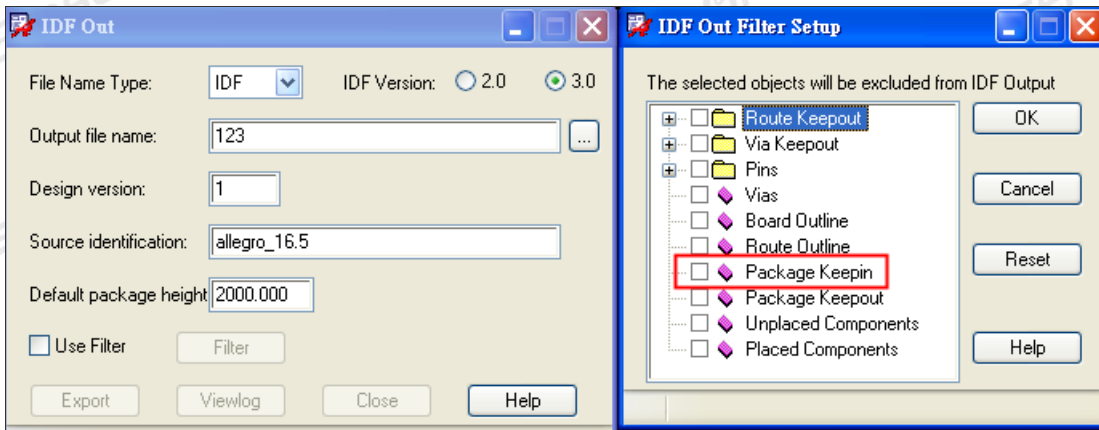 IDF Out
File Name Type: IDF IDF Version: 2.0 3.0
Output file name: 123 ...
Design version: 1
Source identification: allegro_16.5
Default package height 2000.000
Use Filter Filter
Export Viewlog Close Help
IDF Out Filter Setup
The selected objects will be excluded from IDF Output
Route Keepout
Via Keepout
Pins
Vias
Board Outline
Route Outline
Package Keepin
Package Keepout
Unplaced Components
Placed Components
OK
Cancel
Reset
Help